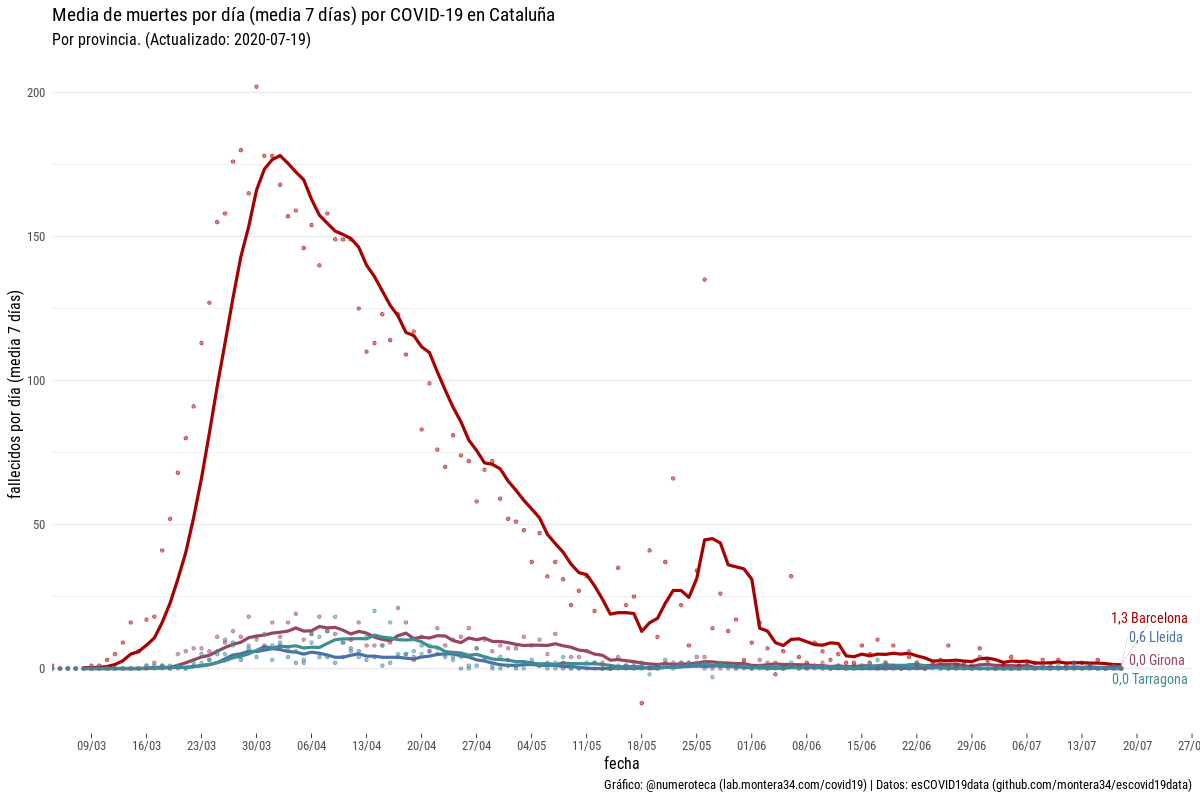 Media de muertes por día (media 7 días) por COVID-19 en Cataluña
Por provincia. (Actualizado: 2020-07-19)
fallecidos por día (media 7 días)
200
150
100
50
0
1,3 Barcelona
0,6 Lleida
0,0 Girona
0,0 Tarragona
09/03 16/03 23/03 30/03 06/04 13/04 20/04 27/04 04/05 11/05 18/05 25/05 01/06 08/06 15/06 22/06 29/06 06/07 13/07 20/07 27/0
fecha
Gráfico: @numeroteca (lab.montera34.com/covid19) | Datos: esCOVID19data (github.com/montera34/escovid19data)